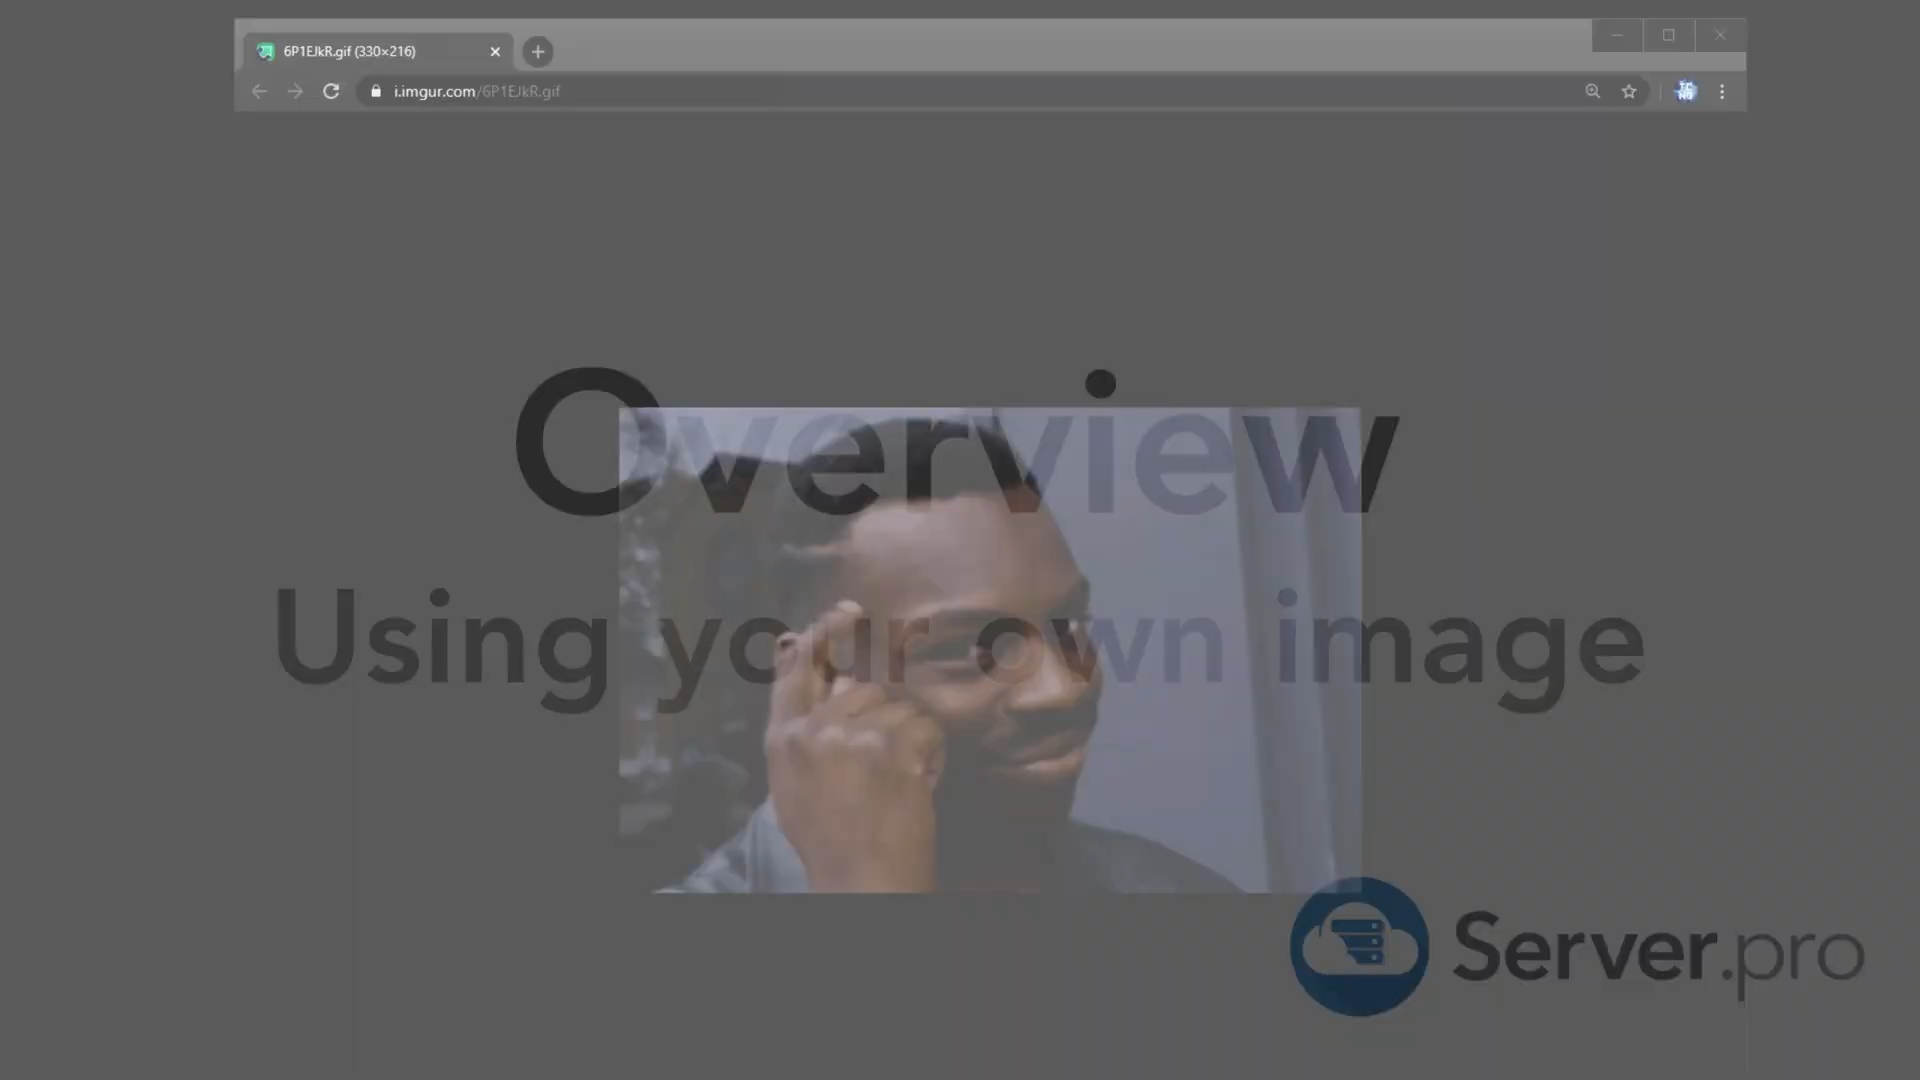 6P1EJkR.gif (330×216)
i.imgur.com/6P1EJkR.gif
Overview
Using your own image
Server.pro